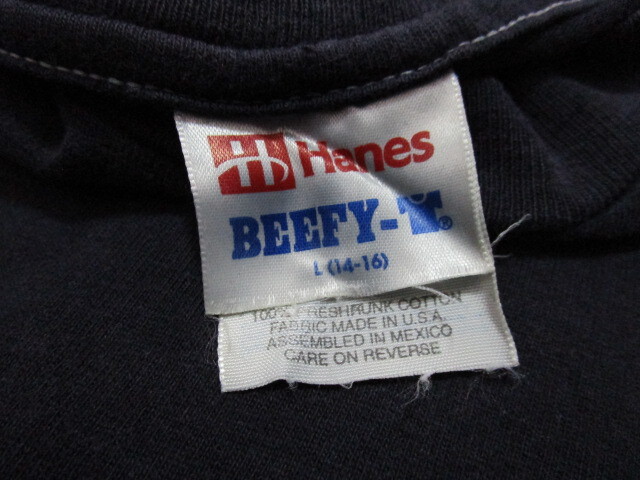 Hanes
BEEFY-T®
L (14-16)
100% PRESHRUNK COTTON
FABRIC MADE IN U.S.A.
ASSEMBLED IN MEXICO
CARE ON REVERSE